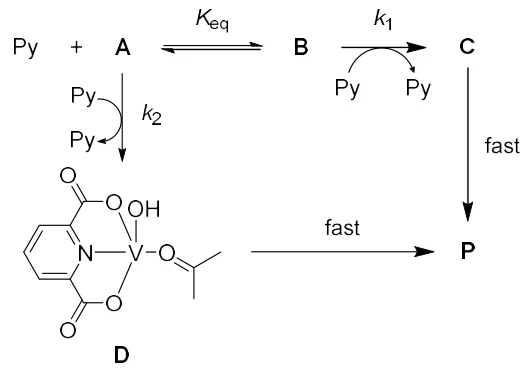 Py + A Keq B k1 C
Py Py
Py k2
Py
fast
O
O OH
N V O
fast
P
O
O
D